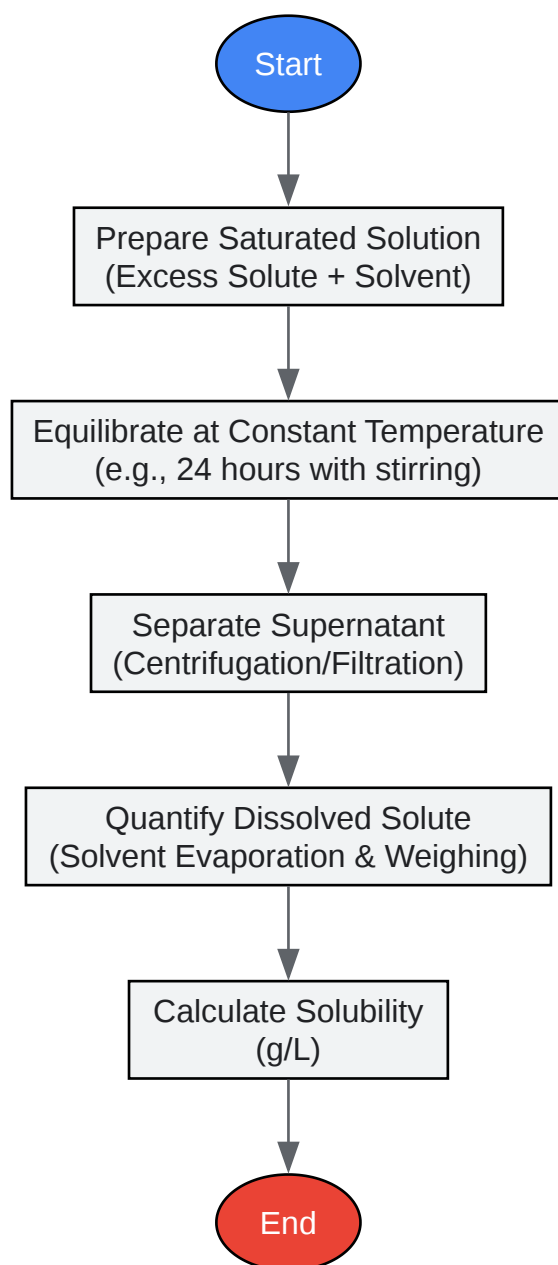 Start
Prepare Saturated Solution
(Excess Solute + Solvent)
Equilibrate at Constant Temperature
(e.g., 24 hours with stirring)
Separate Supernatant
(Centrifugation/Filtration)
Quantify Dissolved Solute
(Solvent Evaporation & Weighing)
Calculate Solubility
(g/L)
End